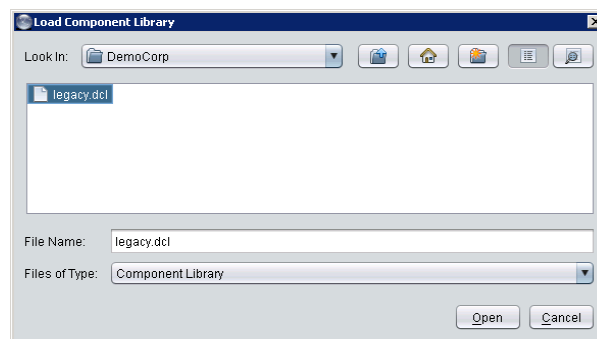 Load Component Library
Look In: DemoCorp
legacy.dcl
File Name: legacy.dcl
Files of Type: Component Library
Open Cancel